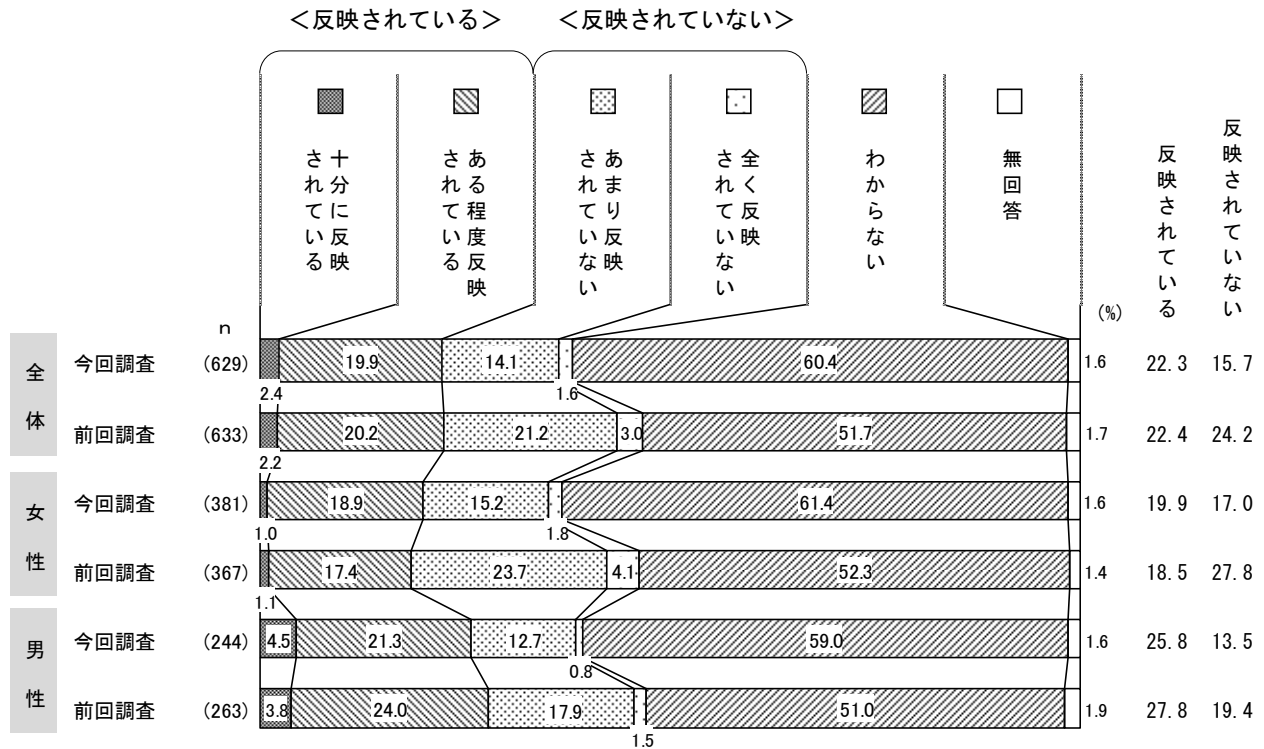 ＜反映されている＞ ＜反映されていない＞
十分に反映されている
ある程度反映されている
あまり反映されていない
全く反映されていない
わからない
無回答
反映されている
反映されていない
n
(%)
全体
今回調査 (629) 2.4 19.9 14.1 1.6 60.4 1.6 22.3 15.7
前回調査 (633) 2.2 20.2 21.2 3.0 51.7 1.7 22.4 24.2
女性
今回調査 (381) 1.0 18.9 15.2 1.8 61.4 1.6 19.9 17.0
前回調査 (367) 1.1 17.4 23.7 4.1 52.3 1.4 18.5 27.8
男性
今回調査 (244) 4.5 21.3 12.7 0.8 59.0 1.6 25.8 13.5
前回調査 (263) 3.8 24.0 17.9 1.5 51.0 1.9 27.8 19.4